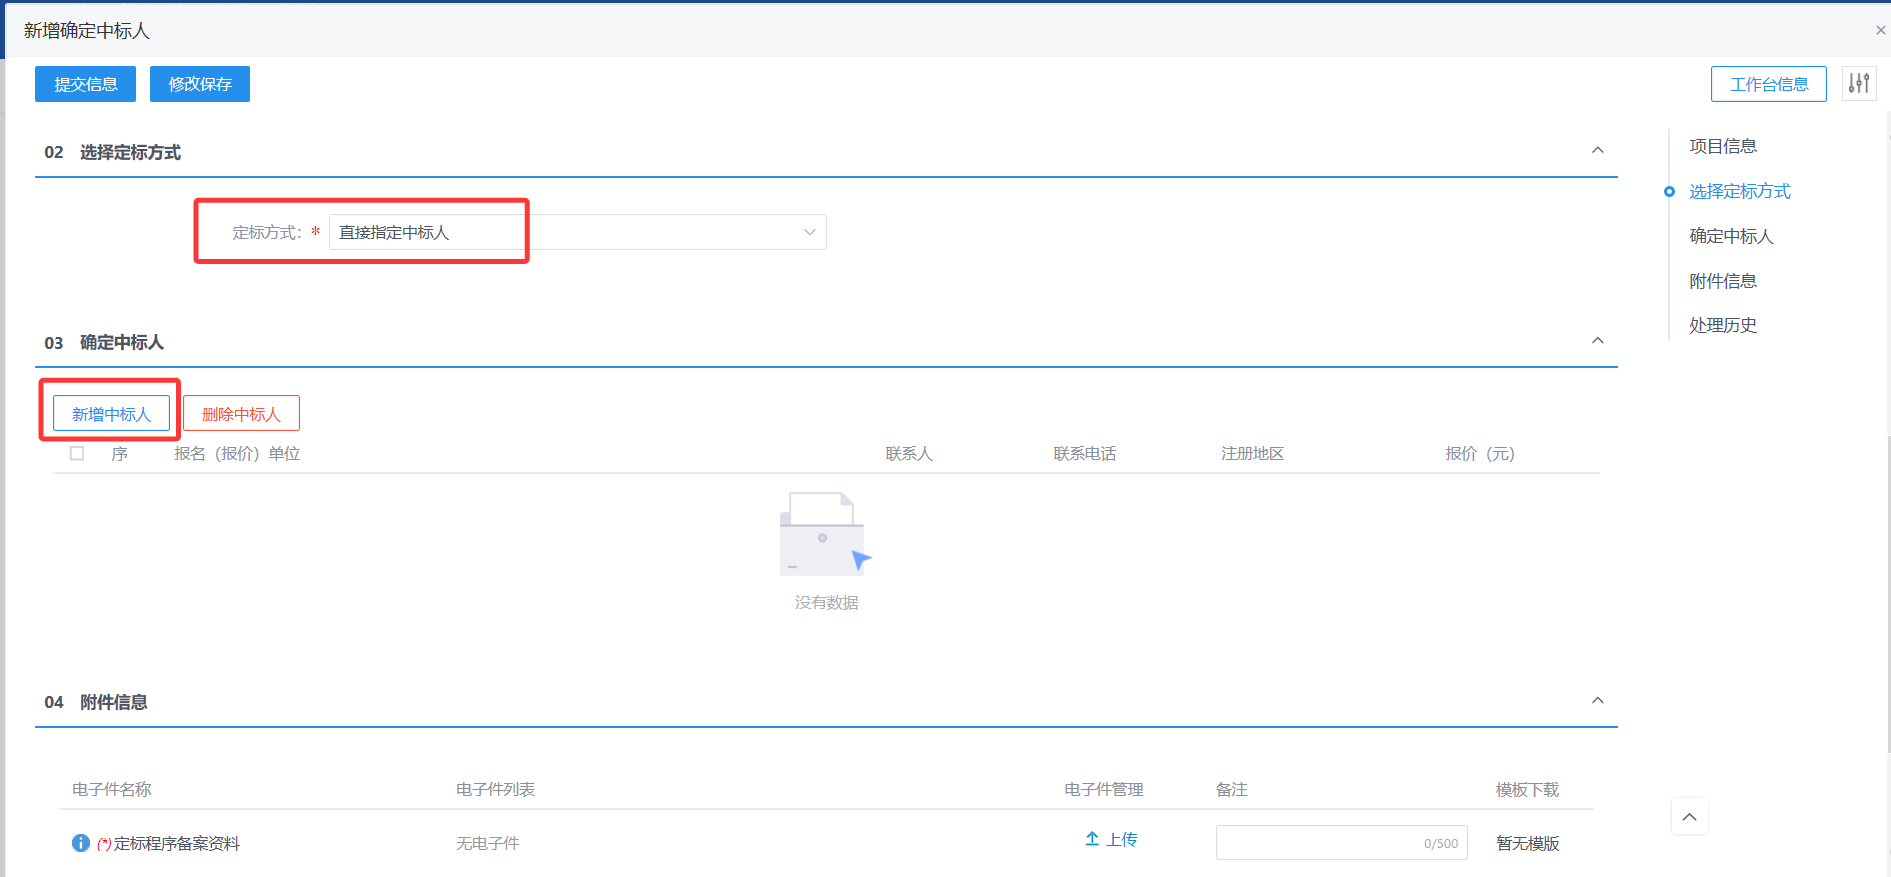 新增确定中标人
×
提交信息 修改保存 工作台信息
02 选择定标方式
定标方式：* 直接指定中标人
03 确定中标人
新增中标人 删除中标人
序 报名（报价）单位 联系人 联系电话 注册地区 报价（元）
没有数据
04 附件信息
电子件名称 电子件列表 电子件管理 备注 模板下载
(*)定标程序备案资料 无电子件 上传 0/500 暂无模版
项目信息
选择定标方式
确定中标人
附件信息
处理历史